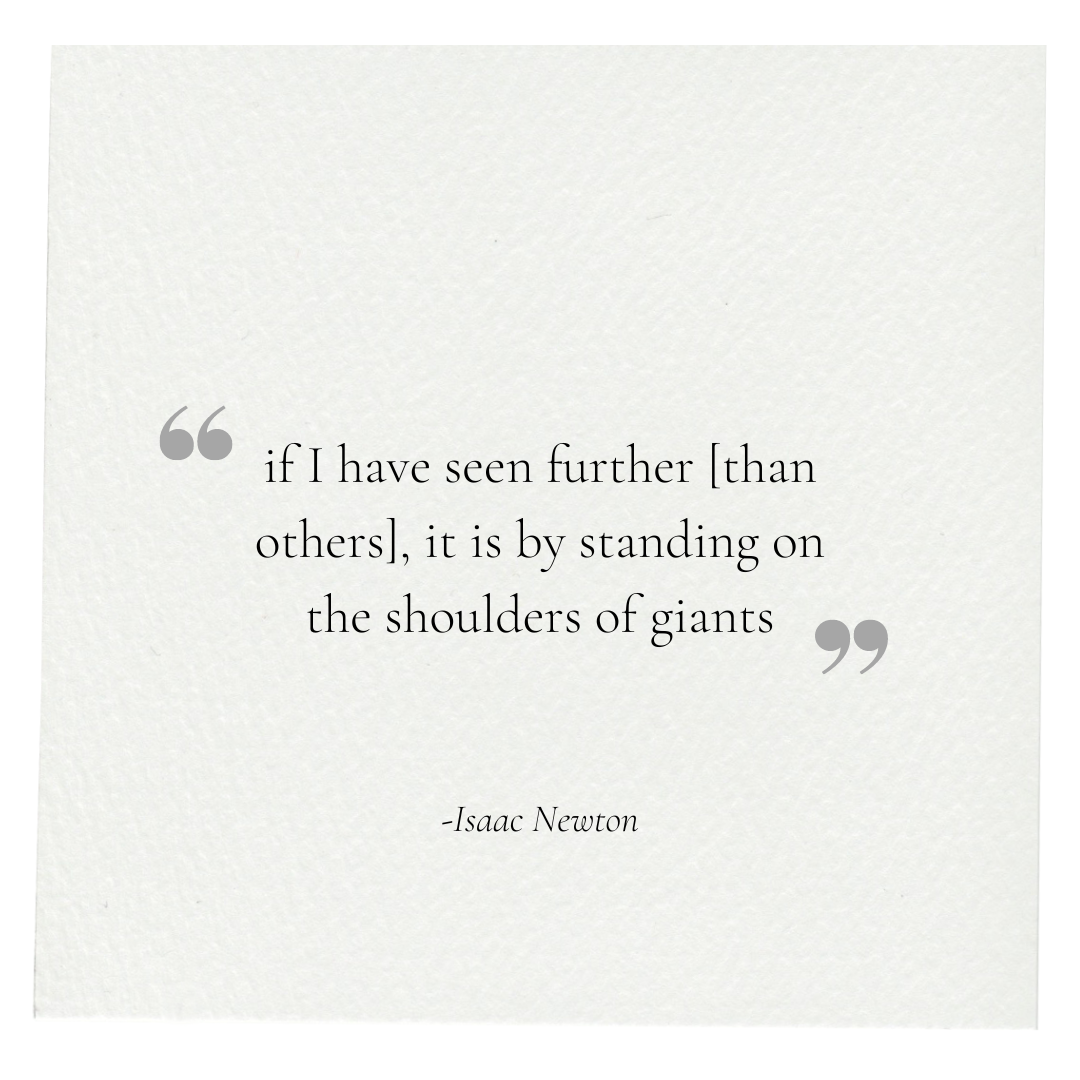 “ if I have seen further [than
others], it is by standing on
the shoulders of giants ”
-Isaac Newton